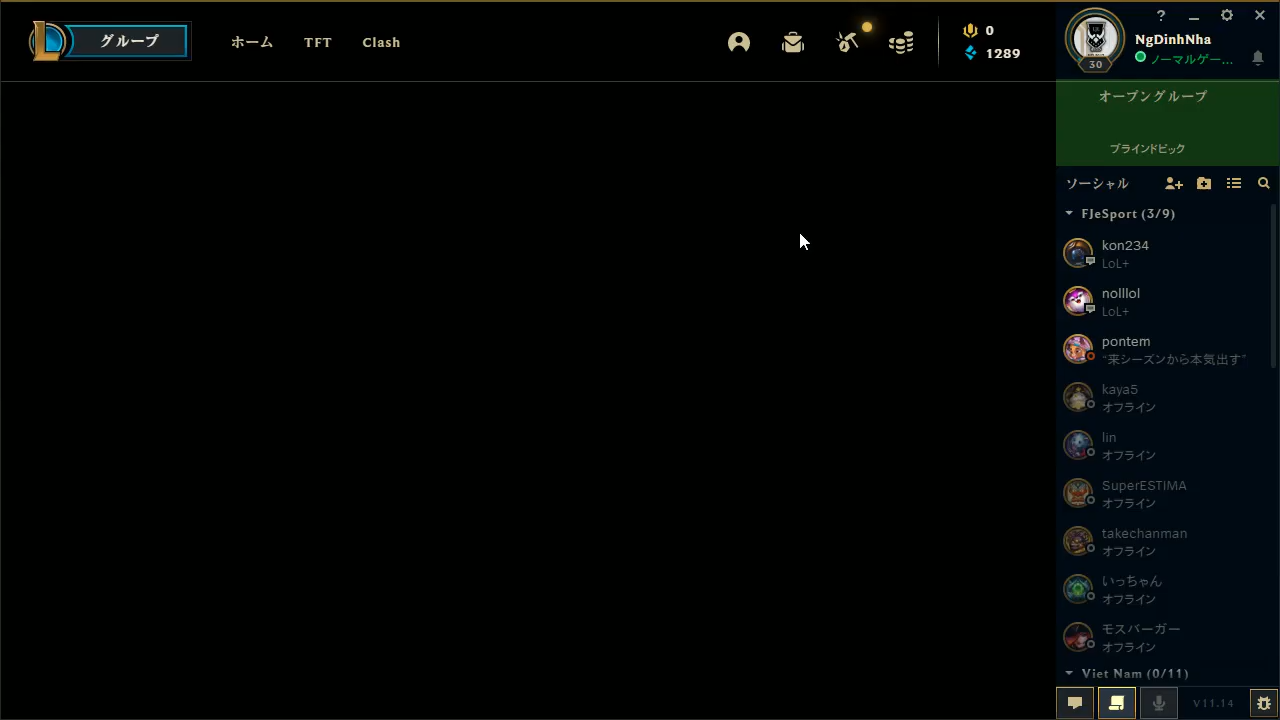 グループ
ホーム
TFT
Clash
0
1289
?
NgDinhNha
ノーマルゲー...
30
オープングループ
ブラインドピック
ソーシャル
FJeSport (3/9)
kon234
LoL+
nolllol
LoL+
pontem
"来シーズンから本気出す"
kaya5
オフライン
lin
オフライン
SuperESTIMA
オフライン
takechanman
オフライン
いっちゃん
オフライン
モスバーガー
オフライン
Viet Nam (0/11)
V11.14